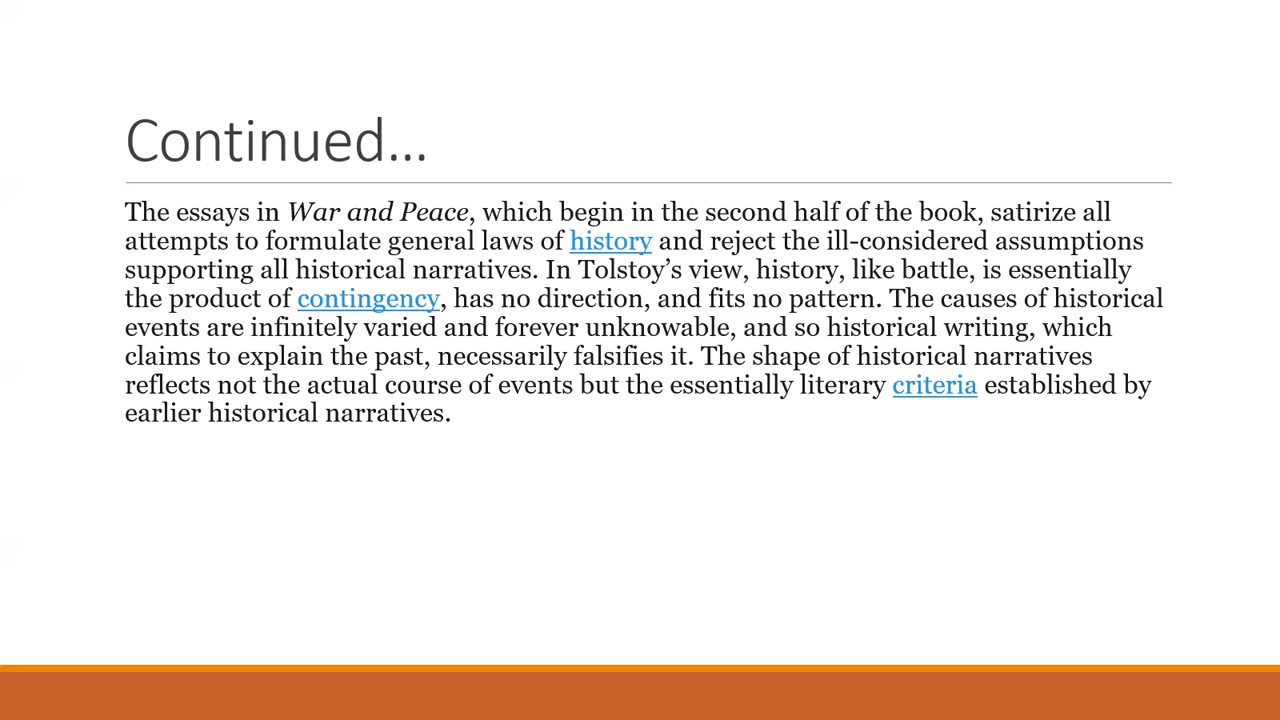 Continued...
The essays in War and Peace, which begin in the second half of the book, satirize all
attempts to formulate general laws of history and reject the ill-considered assumptions
supporting all historical narratives. In Tolstoy’s view, history, like battle, is essentially
the product of contingency, has no direction, and fits no pattern. The causes of historical
events are infinitely varied and forever unknowable, and so historical writing, which
claims to explain the past, necessarily falsifies it. The shape of historical narratives
reflects not the actual course of events but the essentially literary criteria established by
earlier historical narratives.